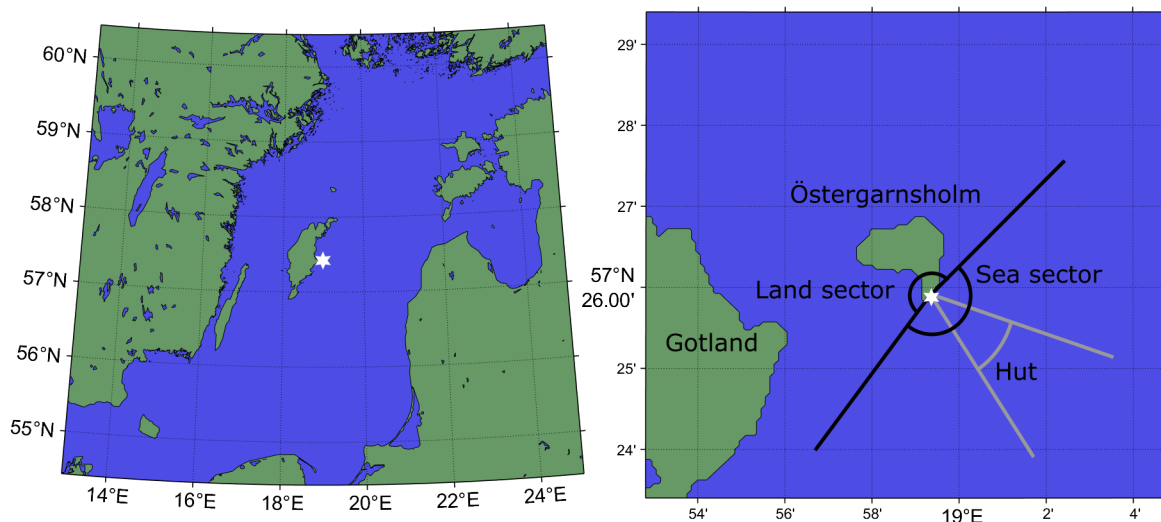 60°N
59°N
58°N
57°N
56°N
55°N
14°E
16°E
18°E
20°E
22°E
24°E
29'
28'
27'
57°N
26.00'
25'
24'
54'
56'
58'
19°E
2'
4'
Östergarnsholm
Land sector
Sea sector
Gotland
Hut